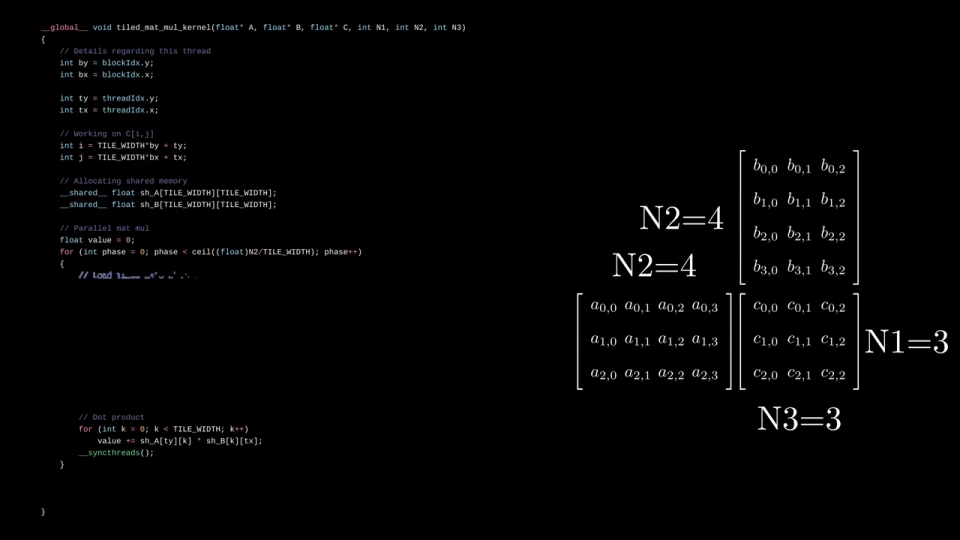 __global__ void tiled_mat_mul_kernel(float* A, float* B, float* C, int N1, int N2, int N3)
{
// Details regarding this thread
int by = blockIdx.y;
int bx = blockIdx.x;
int ty = threadIdx.y;
int tx = threadIdx.x;
// Working on C[i,j]
int i = TILE_WIDTH*by + ty;
int j = TILE_WIDTH*bx + tx;
// Allocating shared memory
__shared__ float sh_A[TILE_WIDTH][TILE_WIDTH];
__shared__ float sh_B[TILE_WIDTH][TILE_WIDTH];
// Parallel mat mul
float value = 0;
for (int phase = 0; phase < ceil((float)N2/TILE_WIDTH); phase++)
{
// Load
// Dot product
for (int k = 0; k < TILE_WIDTH; k++)
value += sh_A[ty][k] * sh_B[k][tx];
__syncthreads();
}
}
b0,0 b0,1 b0,2
b1,0 b1,1 b1,2
b2,0 b2,1 b2,2
b3,0 b3,1 b3,2
N2=4
N2=4
a0,0 a0,1 a0,2 a0,3
a1,0 a1,1 a1,2 a1,3
a2,0 a2,1 a2,2 a2,3
c0,0 c0,1 c0,2
c1,0 c1,1 c1,2
c2,0 c2,1 c2,2
N1=3
N3=3